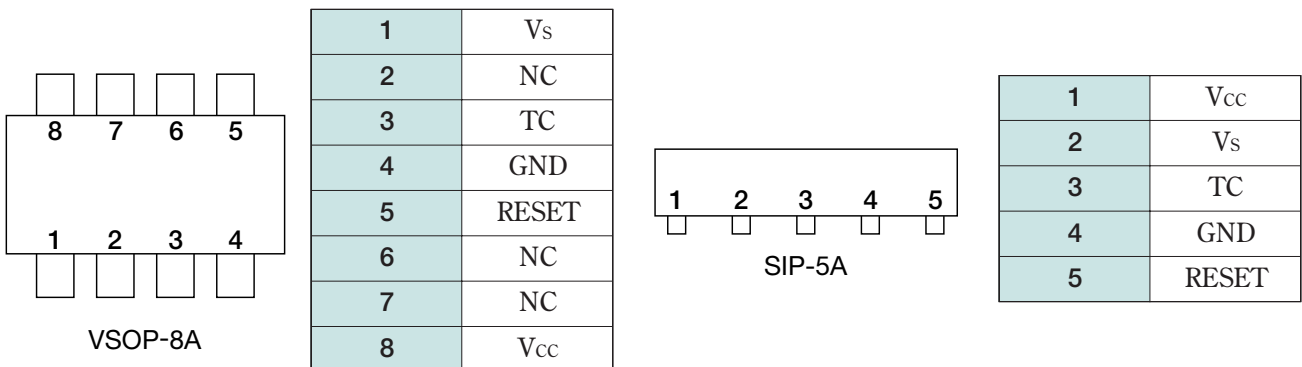 8 7 6 5
1 2 3 4
VSOP-8A
1 Vs
2 NC
3 TC
4 GND
5 RESET
6 NC
7 NC
8 Vcc
1 2 3 4 5
SIP-5A
1 Vcc
2 Vs
3 TC
4 GND
5 RESET